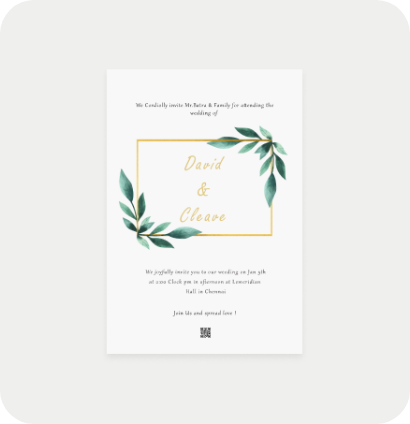 We Cordially invite Mr.Batra & Family for attending the
wedding of
David
&
Cleave
We joyfully invite you to our wedding on Jan 5th
at 2:00 Clock pm in afternoon at Lemeridian
Hall in Chennai.
Join Us and spread love !